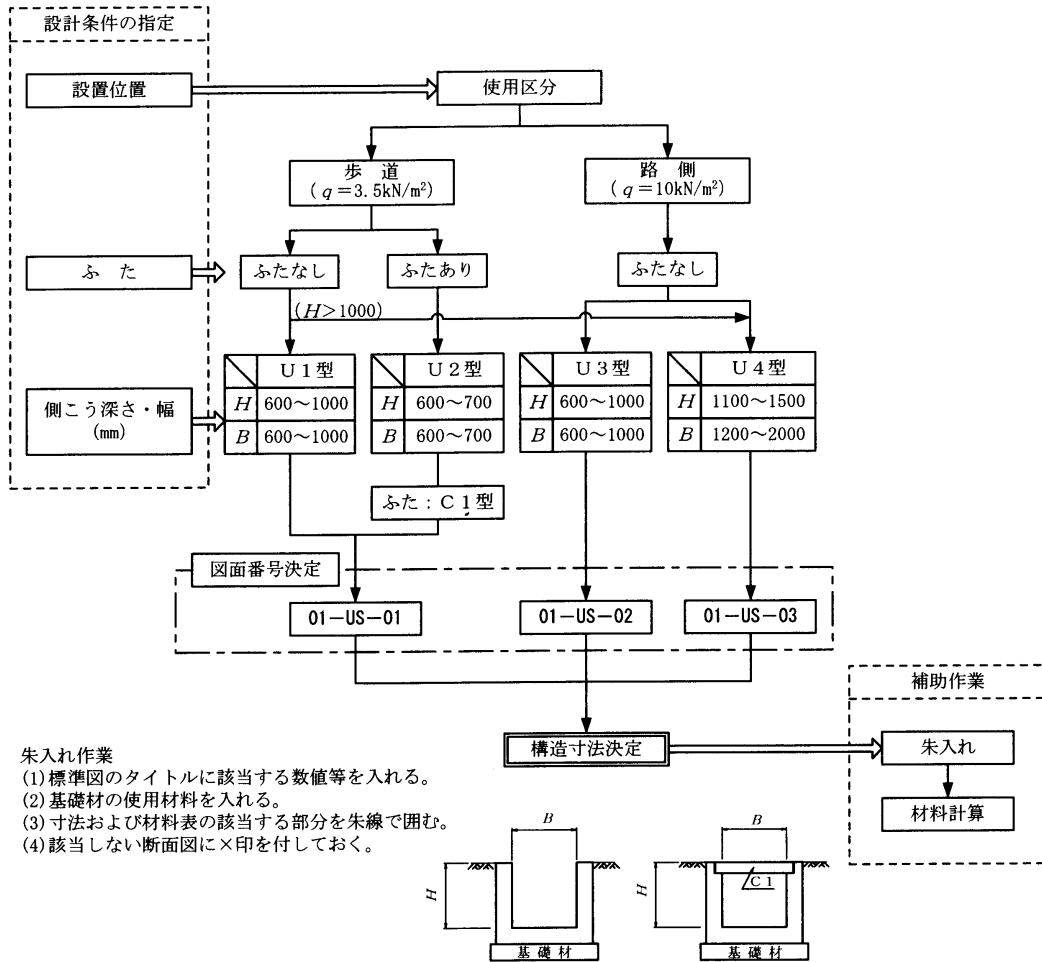 設計条件の指定
設置位置
使用区分
歩 道
(q=3.5kN/m²)
路 側
(q=10kN/m²)
ふ た
ふたなし
ふたあり
ふたなし
(H>1000)
側こう深さ・幅
(mm)
U1型
H 600〜1000
B 600〜1000
U2型
H 600〜700
B 600〜700
U3型
H 600〜1000
B 600〜1000
U4型
H 1100〜1500
B 1200〜2000
ふた：C1型
図面番号決定
01-US-01
01-US-02
01-US-03
構造寸法決定
補助作業
朱入れ
材料計算
朱入れ作業
(1)標準図のタイトルに該当する数値等を入れる。
(2)基礎材の使用材料を入れる。
(3)寸法および材料表の該当する部分を朱線で囲む。
(4)該当しない断面図に×印を付しておく。
B
H
基礎材
B
C1
H
基礎材